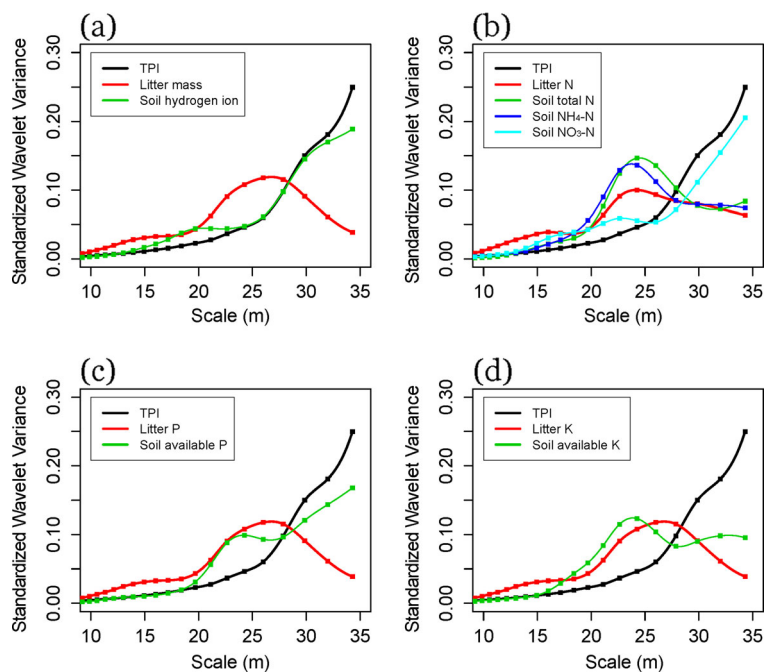 (a)
Standardized Wavelet Variance
0.30
0.20
0.10
0.00
TPI
Litter mass
Soil hydrogen ion
10 15 20 25 30 35
Scale (m)
(b)
Standardized Wavelet Variance
0.30
0.20
0.10
0.00
TPI
Litter N
Soil total N
Soil NH₄-N
Soil NO₃-N
10 15 20 25 30 35
Scale (m)
(c)
Standardized Wavelet Variance
0.30
0.20
0.10
0.00
TPI
Litter P
Soil available P
10 15 20 25 30 35
Scale (m)
(d)
Standardized Wavelet Variance
0.30
0.20
0.10
0.00
TPI
Litter K
Soil available K
10 15 20 25 30 35
Scale (m)